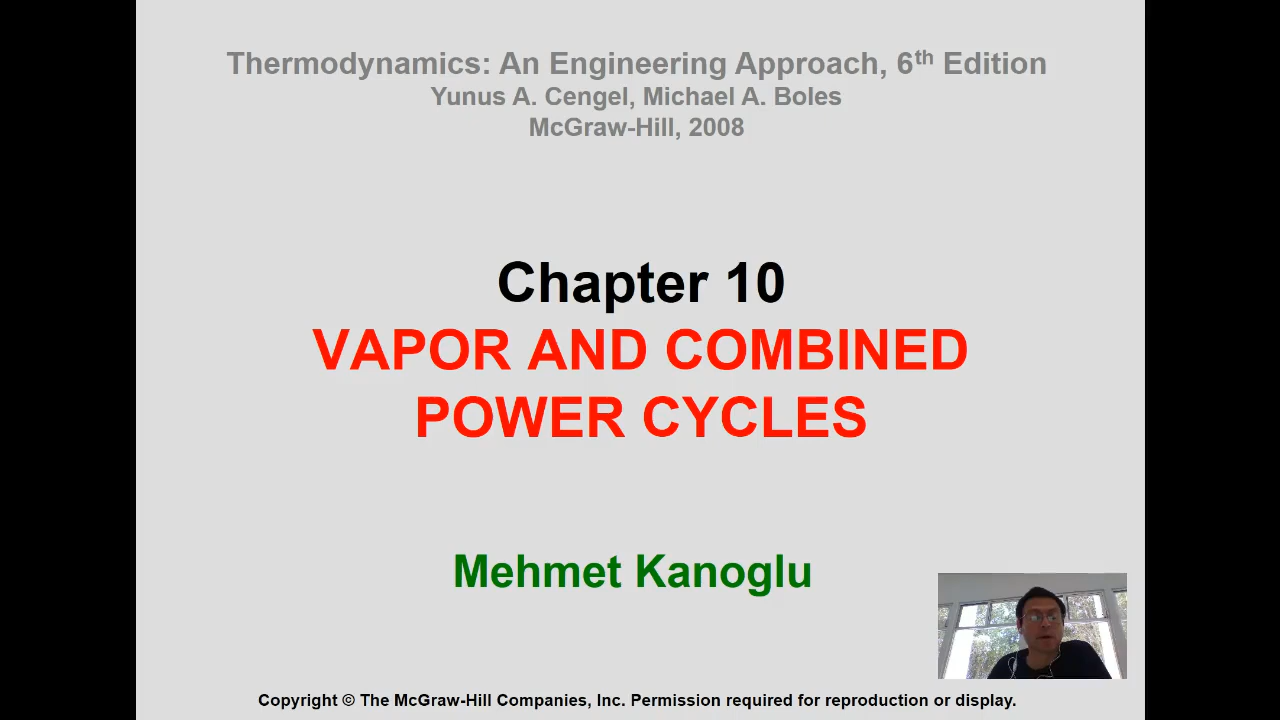 Thermodynamics: An Engineering Approach, 6th Edition
Yunus A. Cengel, Michael A. Boles
McGraw-Hill, 2008
Chapter 10
VAPOR AND COMBINED
POWER CYCLES
Mehmet Kanoglu
Copyright © The McGraw-Hill Companies, Inc. Permission required for reproduction or display.